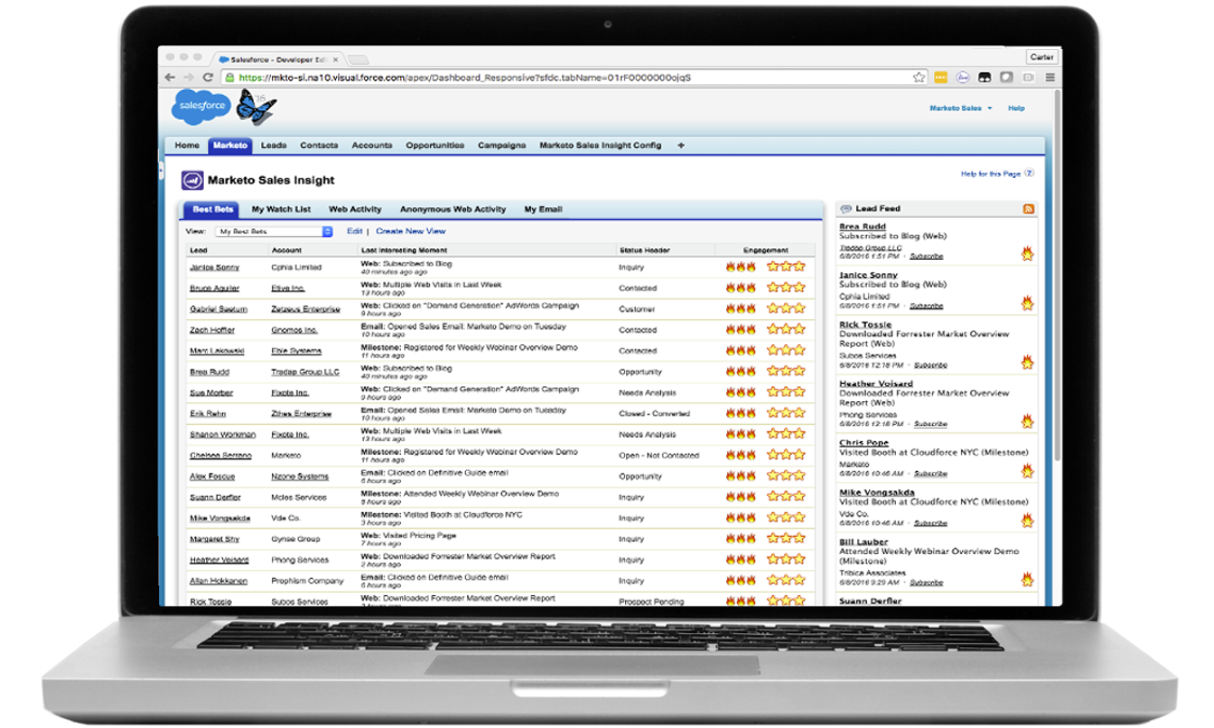 Salesforce - Developer Edi
Carter
https://mkto-si.na10.visual.force.com/apex/Dashboard_Responsive?sfdc.tabName=01rF0000000ojqS
salesforce '16
Marketo Sales Help
Home Marketo Leads Contacts Accounts Opportunities Campaigns Marketo Sales Insight Config +
Help for this Page ?
Marketo Sales Insight
Best Bets My Watch List Web Activity Anonymous Web Activity My Email
View: My Best Bets Edit | Create New View
Lead Account Last Interesting Moment Status Header Engagement
Janice Sonny Cphia Limited Web: Subscribed to Blog Inquiry
40 minutes ago ago
Bruce Aguiler Etiva Inc. Web: Multiple Web Visits in Last Week Contacted
13 hours ago
Gabriel Saetum Zetzeus Enterprise Web: Clicked on "Demand Generation" AdWords Campaign Customer
9 hours ago
Zach Hoffler Gnomos Inc. Email: Opened Sales Email: Marketo Demo on Tuesday Contacted
10 hours ago
Marc Lakowski Ebie Systems Milestone: Registered for Weekly Webinar Overview Demo Contacted
11 hours ago
Brea Rudd Tradap Group LLC Web: Subscribed to Blog Opportunity
40 minutes ago ago
Sue Morber Fixote Inc. Web: Clicked on "Demand Generation" AdWords Campaign Needs Analysis
9 hours ago
Erik Rehn Zihes Enterprise Email: Opened Sales Email: Marketo Demo on Tuesday Closed - Converted
10 hours ago
Shanon Workman Fixote Inc. Web: Multiple Web Visits in Last Week Needs Analysis
13 hours ago
Chelsea Serrano Marketo Milestone: Registered for Weekly Webinar Overview Demo Open - Not Contacted
11 hours ago
Alex Foscue Nzone Systems Email: Clicked on Definitive Guide email Opportunity
6 hours ago
Suann Derfler Mcles Services Milestone: Attended Weekly Webinar Overview Demo Inquiry
hours ago
Mike Vongsakda Vde Co. Milestone: Visited Booth at Cloudforce NYC Inquiry
3 hours ago
Margaret Shy Gynse Group Web: Visited Pricing Page Inquiry
7 hours ago
Heather Voisard Phong Services Web: Downloaded Forrester Market Overview Report Inquiry
2 hours ago
Allan Hokkanen Prophism Company Email: Clicked on Definitive Guide email Inquiry
6 hours ago
Rick Tossie Subos Services Web: Downloaded Forrester Market Overview Report Prospect Pending
Lead Feed
Brea Rudd
Subscribed to Blog (Web)
Tradap Group LLC
6/8/2016 1:51 PM · Subscribe
Janice Sonny
Subscribed to Blog (Web)
Cphia Limited
6/8/2016 1:51 PM · Subscribe
Rick Tossie
Downloaded Forrester Market Overview
Report (Web)
Subos Services
6/8/2016 12:18 PM · Subscribe
Heather Voisard
Downloaded Forrester Market Overview
Report (Web)
Phong Services
6/8/2016 12:18 PM · Subscribe
Chris Pope
Visited Booth at Cloudforce NYC (Milestone)
Marketo
6/8/2016 10:46 AM · Subscribe
Mike Vongsakda
Visited Booth at Cloudforce NYC (Milestone)
Vde Co.
6/8/2016 10:46 AM · Subscribe
Bill Lauber
Attended Weekly Webinar Overview Demo
(Milestone)
Tribica Associates
6/8/2016 9:29 AM · Subscribe
Suann Derfler